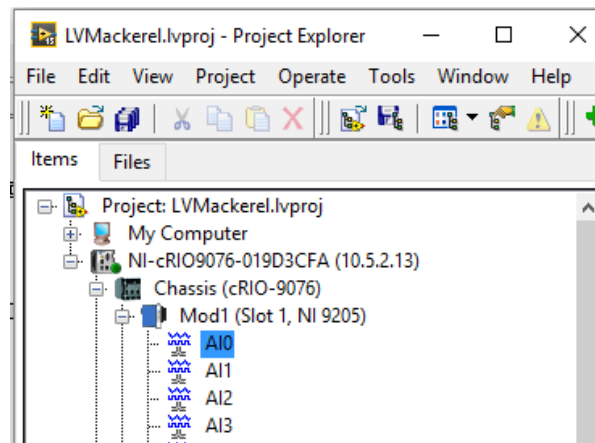 LVMackerel.lvproj - Project Explorer
File Edit View Project Operate Tools Window Help
Items Files
Project: LVMackerel.lvproj
My Computer
NI-cRIO9076-019D3CFA (10.5.2.13)
Chassis (cRIO-9076)
Mod1 (Slot 1, NI 9205)
AI0
AI1
AI2
AI3